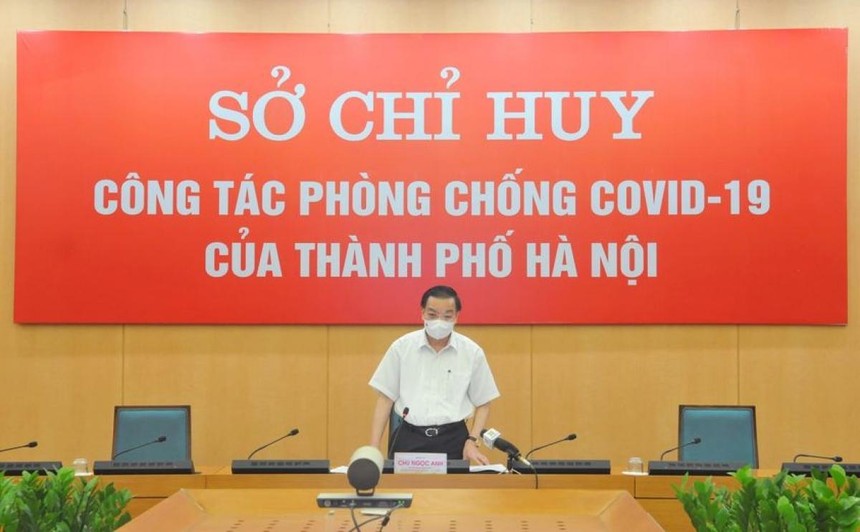 SỞ CHỈ HUY
CÔNG TÁC PHÒNG CHỐNG COVID-19
CỦA THÀNH PHỐ HÀ NỘI
CHU NGỌC ANH